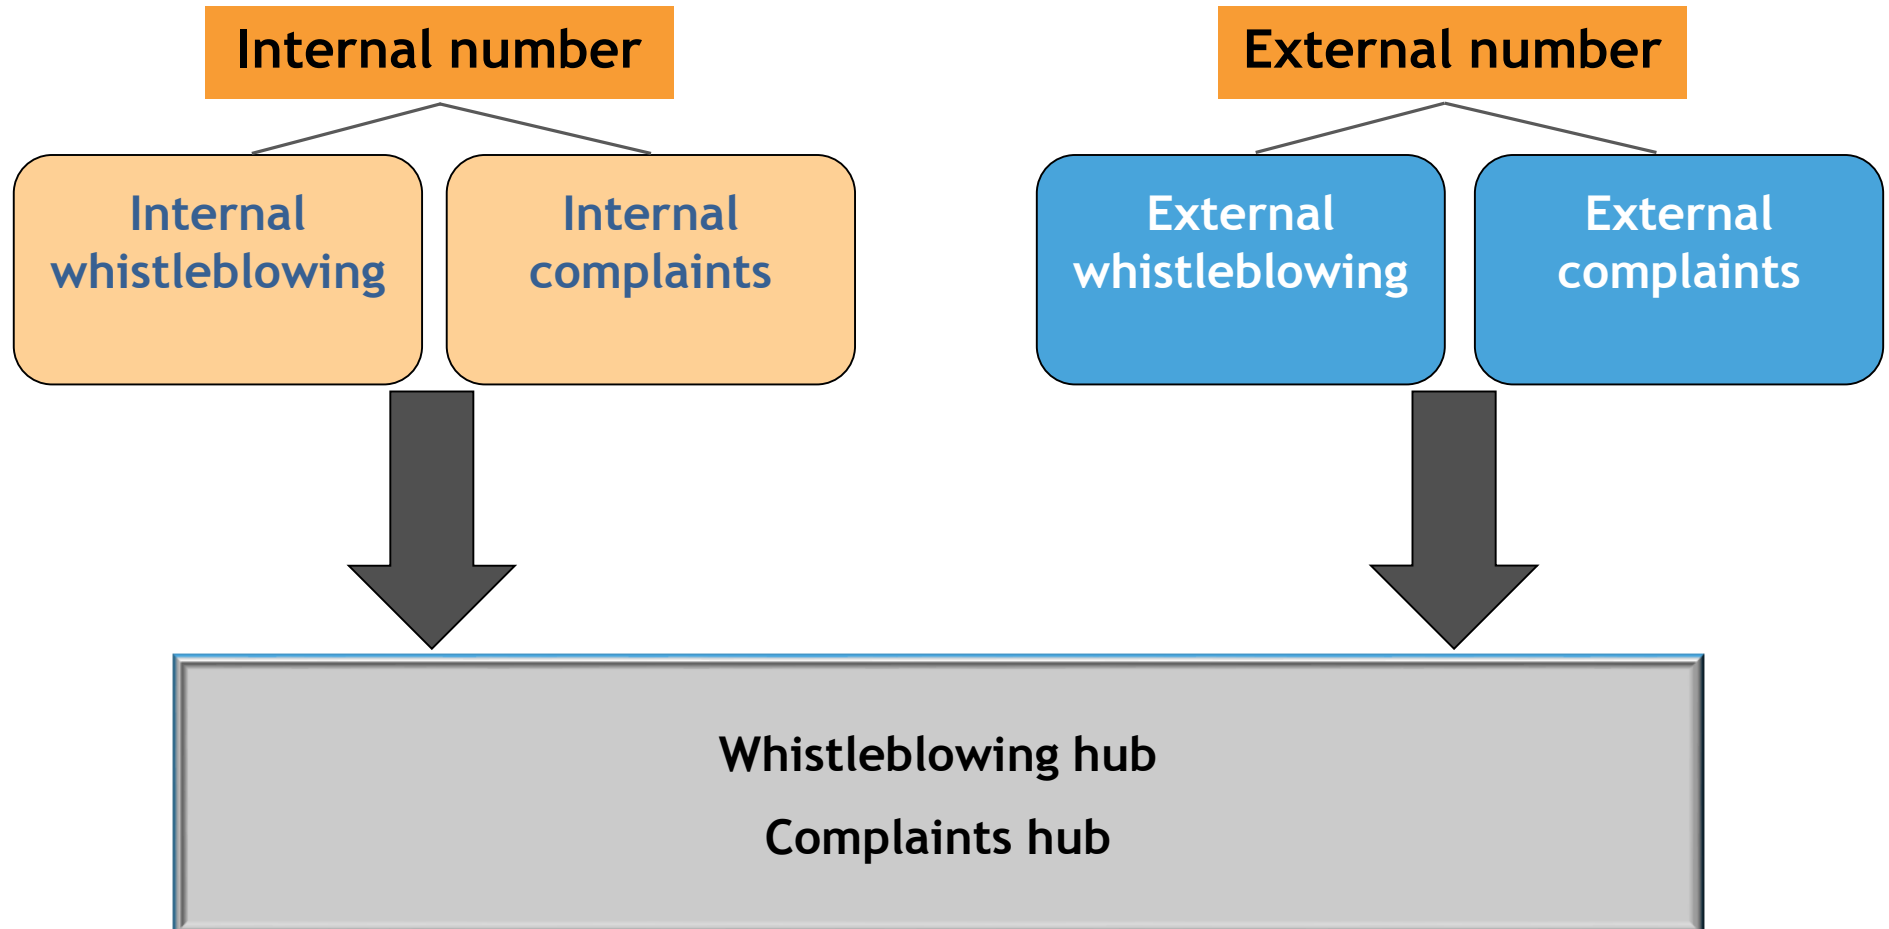 Internal number
External number
Internal
whistleblowing
Internal
complaints
External
whistleblowing
External
complaints
Whistleblowing hub
Complaints hub